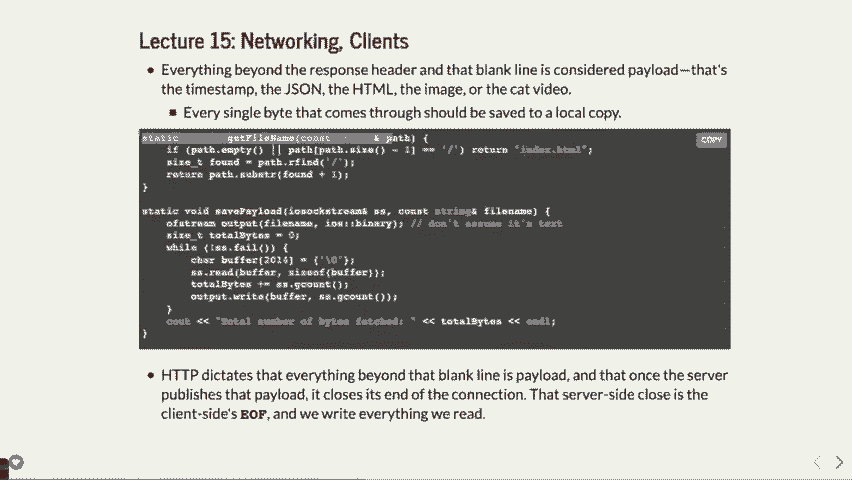 Lecture 15: Networking, Clients
• Everything beyond the response header and that blank line is considered payload—that's
the timestamp, the JSON, the HTML, the image, or the cat video.
▪ Every single byte that comes through should be saved to a local copy.
COPY
static getFileName(const & path) {
if (path.empty() || path[path.size() - 1] == '/') return "index.html";
size_t found = path.rfind('/');
return path.substr(found + 1);
}
static void savePayload(iosockstream& ss, const string& filename) {
ofstream output(filename, ios::binary); // don't assume it's text
size_t totalBytes = 0;
while (!ss.fail()) {
char buffer[2014] = {'\0'};
ss.read(buffer, sizeof(buffer));
totalBytes += ss.gcount();
output.write(buffer, ss.gcount());
}
cout << "Total number of bytes fetched: " << totalBytes << endl;
}
• HTTP dictates that everything beyond that blank line is payload, and that once the server
publishes that payload, it closes its end of the connection. That server-side close is the
client-side's EOF, and we write everything we read.